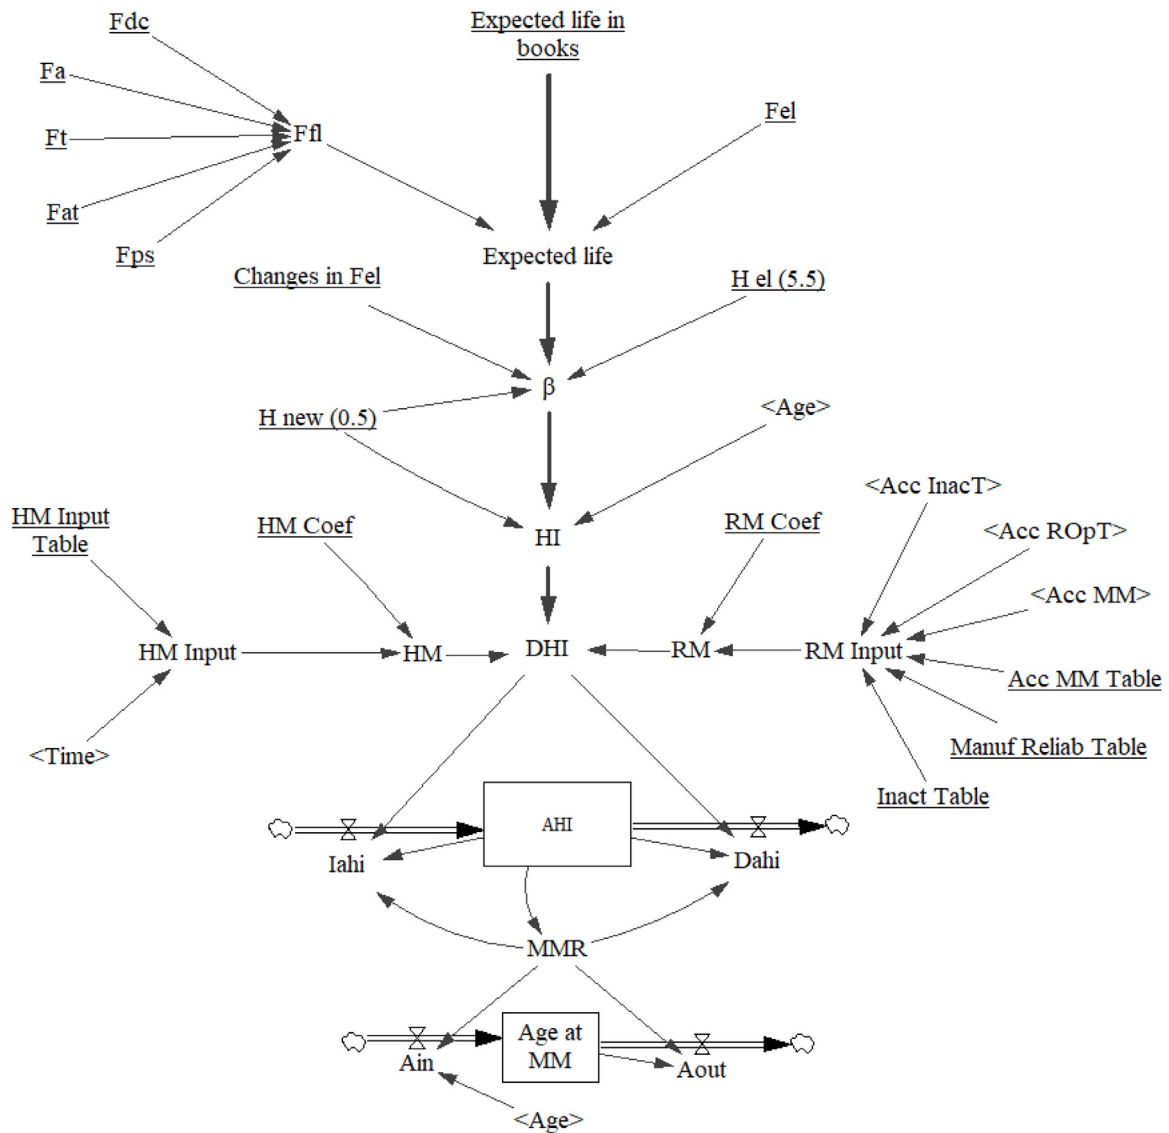 Fdc
Expected life in
books
Fa
Fel
Ft
Ffl
Fat
Fps
Expected life
Changes in Fel
H el (5.5)
β
H new (0.5)
<Age>
<Acc InacT>
HM Input
Table
HM Coef
RM Coef
HI
<Acc ROpT>
<Acc MM>
HM Input
HM
DHI
RM
RM Input
Acc MM Table
<Time>
Manuf Reliab Table
Inact Table
AHI
Iahi
Dahi
MMR
Age at
MM
Ain
Aout
<Age>